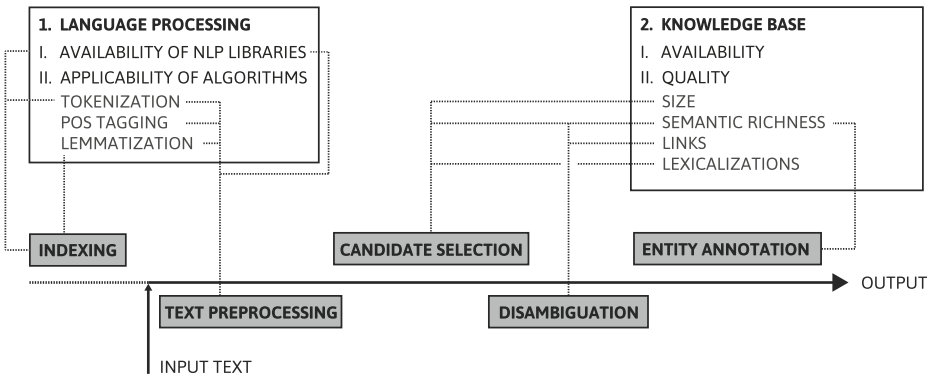 1. LANGUAGE PROCESSING
I. AVAILABILITY OF NLP LIBRARIES
II. APPLICABILITY OF ALGORITHMS
TOKENIZATION
POS TAGGING
LEMMATIZATION
2. KNOWLEDGE BASE
I. AVAILABILITY
II. QUALITY
SIZE
SEMANTIC RICHNESS
LINKS
LEXICALIZATIONS
INDEXING
CANDIDATE SELECTION
ENTITY ANNOTATION
OUTPUT
TEXT PREPROCESSING
DISAMBIGUATION
INPUT TEXT